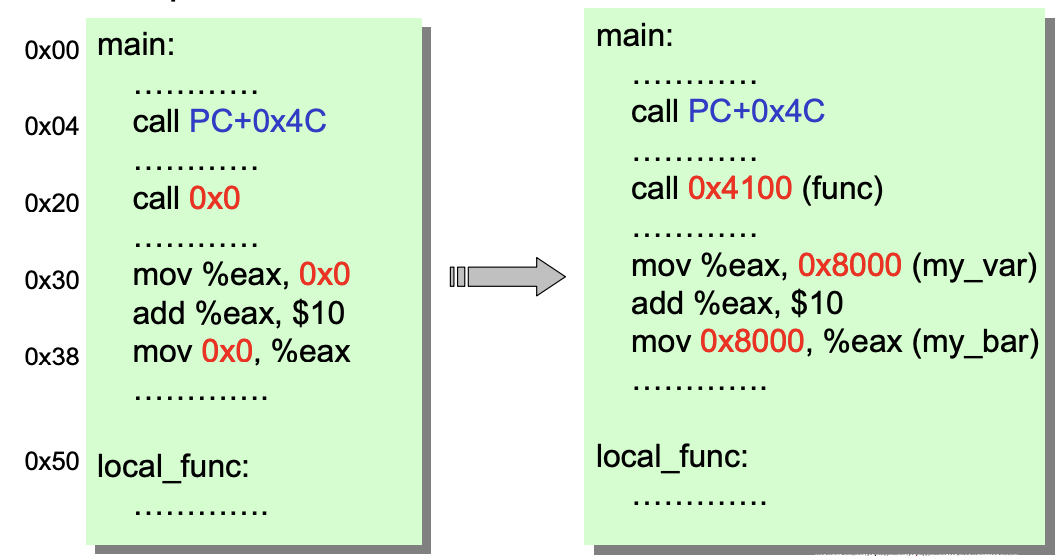 0x00 main:
…………
0x04 call PC+0x4C
…………
0x20 call 0x0
…………
0x30 mov %eax, 0x0
add %eax, $10
0x38 mov 0x0, %eax
………….
0x50 local_func:
………….
main:
…………
call PC+0x4C
…………
call 0x4100 (func)
…………
mov %eax, 0x8000 (my_var)
add %eax, $10
mov 0x8000, %eax (my_bar)
………….
local_func:
………….